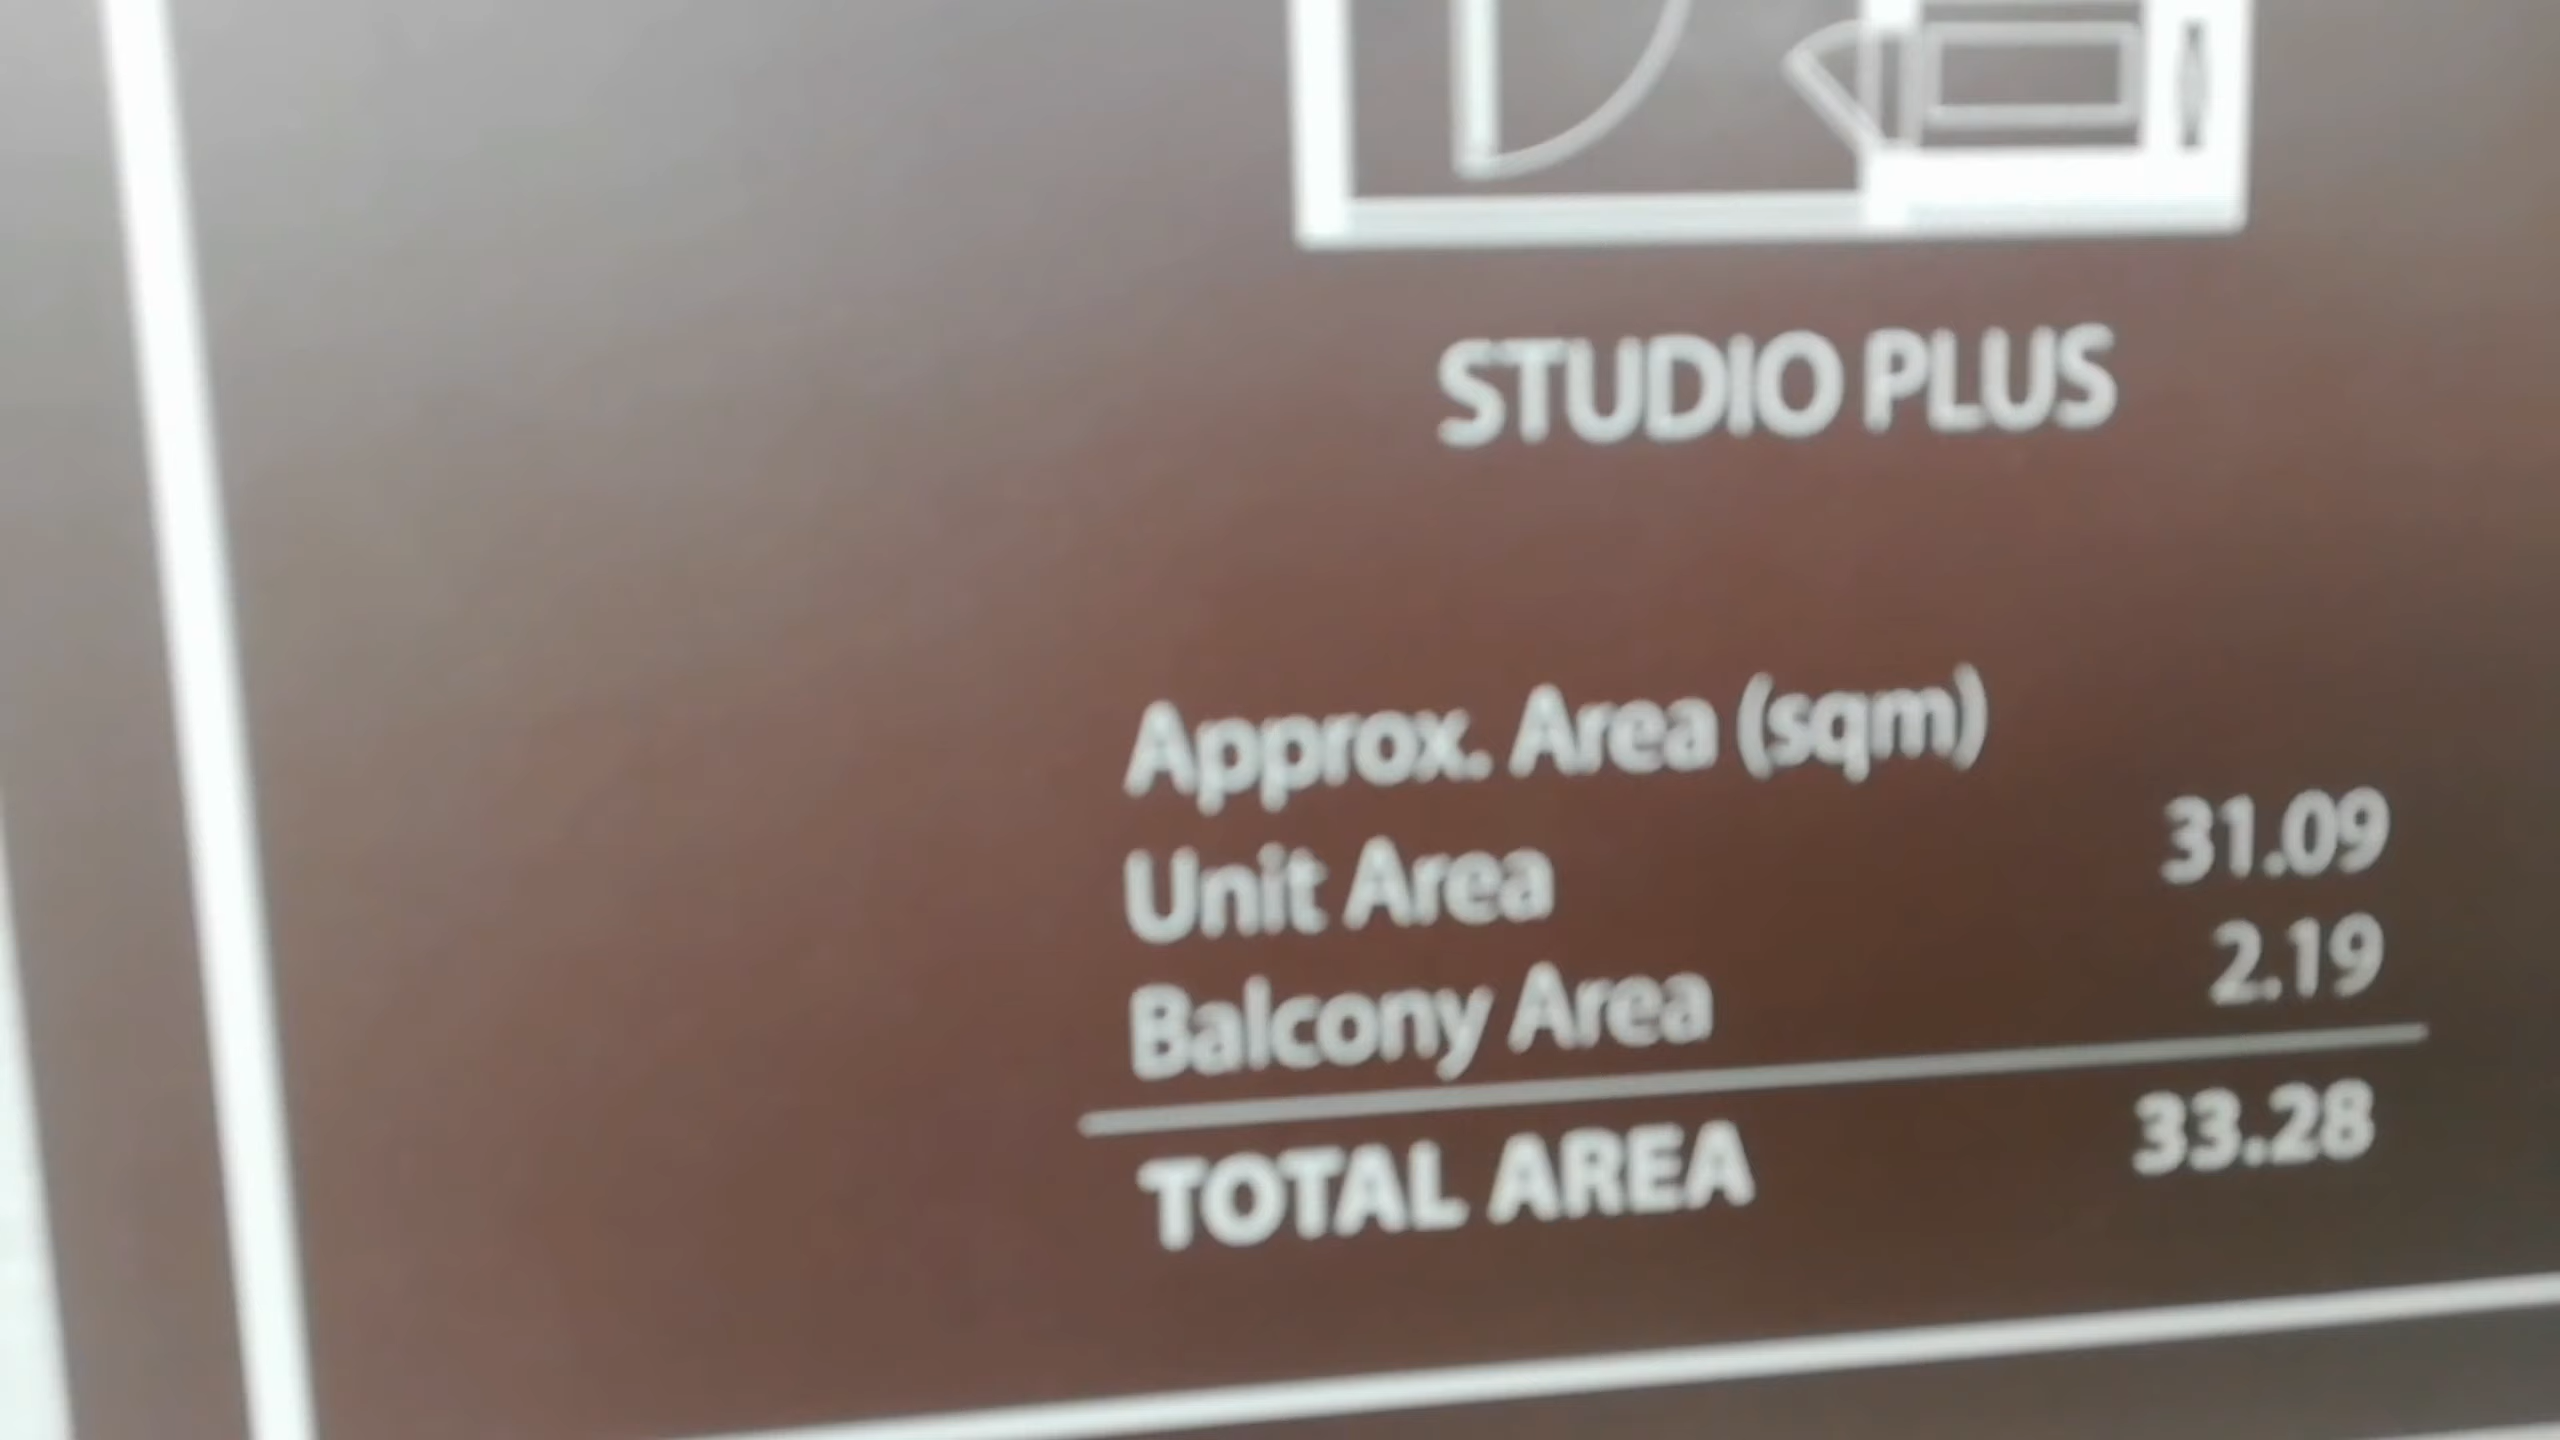 STUDIO PLUS
Approx. Area (sqm)
Unit Area 31.09
Balcony Area 2.19
TOTAL AREA 33.28